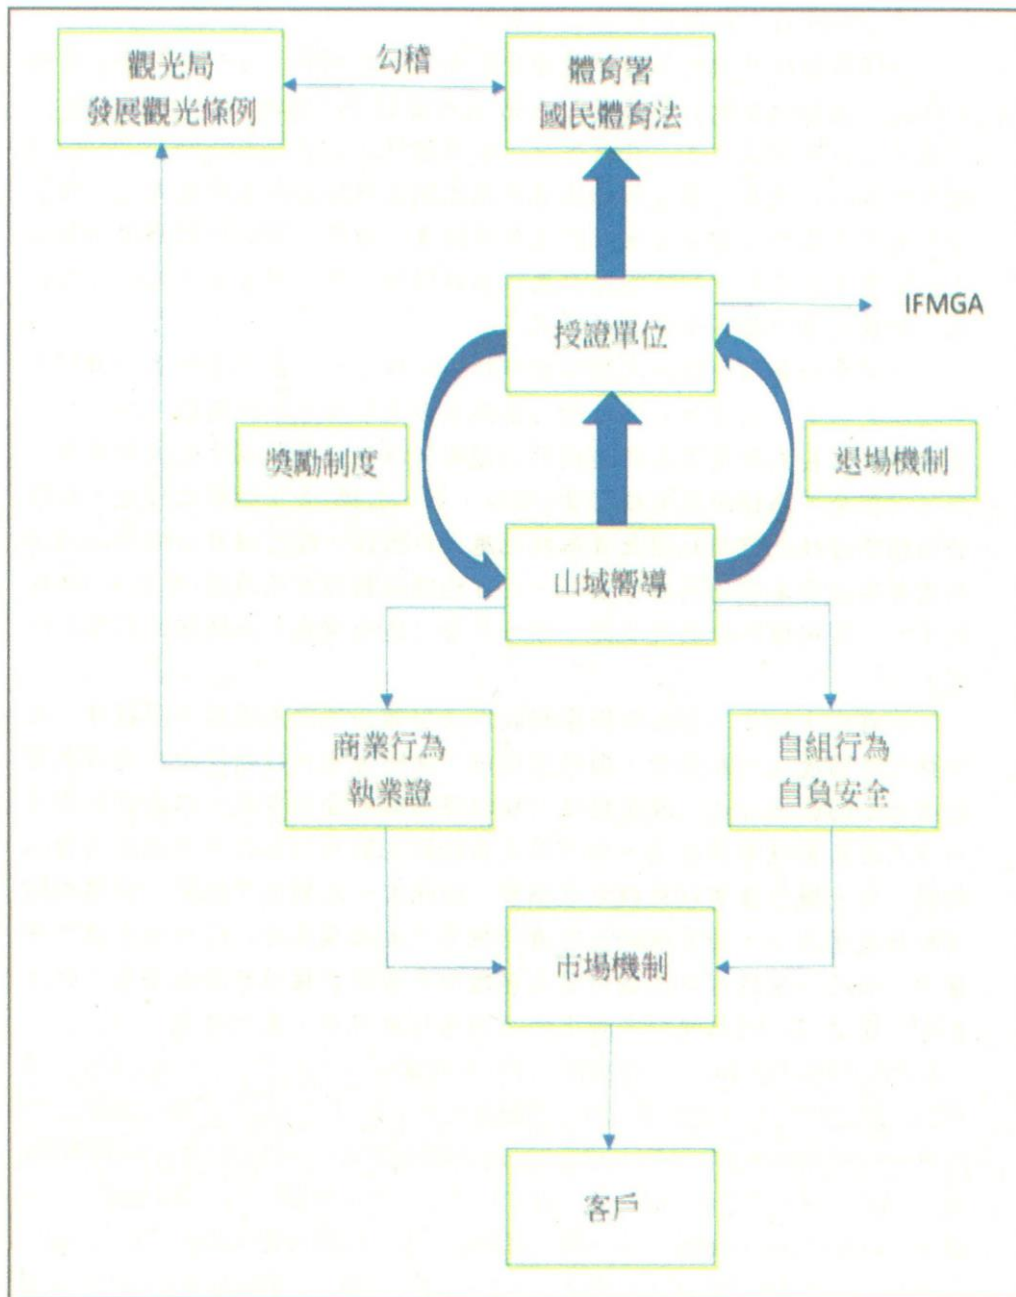 觀光局
發展觀光條例
勾稽
體育署
國民體育法
授證單位
IFMGA
獎勵制度
退場機制
山域嚮導
商業行為
執業證
自組行為
自負安全
市場機制
客戶